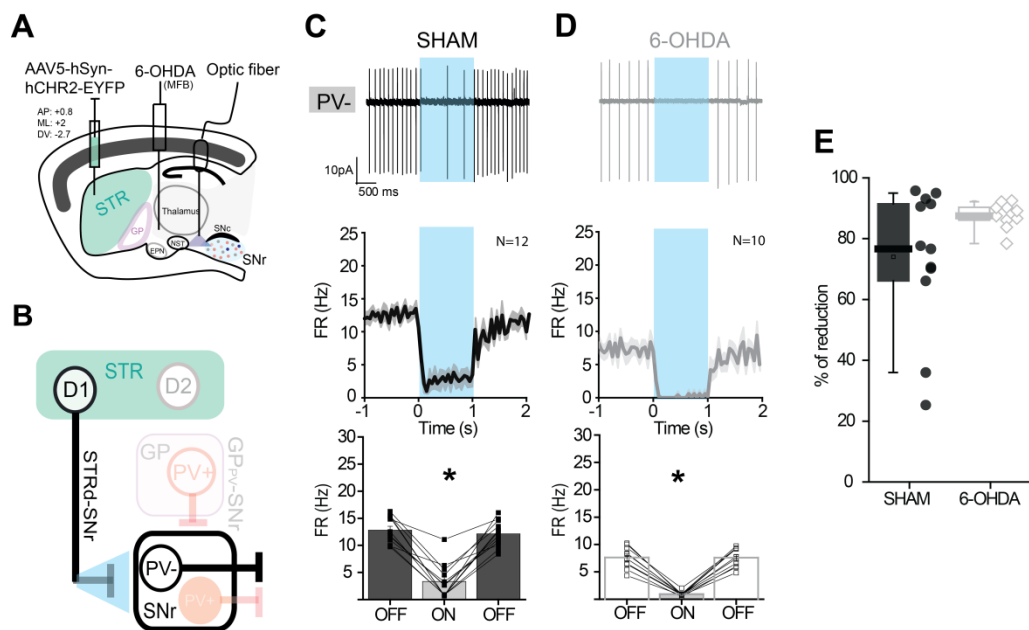 A
AAV5-hSyn-
hCHR2-EYFP
6-OHDA
(MFB)
Optic fiber
AP: +0.8
ML: +2
DV: -2.7
STR
GP
Thalamus
EPN
NST
SNc
SNr
B
STR
D1
D2
STRd-SNr
GP
PV+
GPPV-SNr
PV-
SNr
PV+
C
SHAM
PV-
10pA
500 ms
N=12
FR (Hz)
25
20
15
10
5
0
-1
0
1
2
Time (s)
*
FR (Hz)
30
25
20
15
10
5
OFF
ON
OFF
D
6-OHDA
N=10
FR (Hz)
25
20
15
10
5
0
-1
0
1
2
Time (s)
*
FR (Hz)
30
25
20
15
10
5
OFF
ON
OFF
E
% of reduction
100
80
60
40
20
0
SHAM
6-OHDA